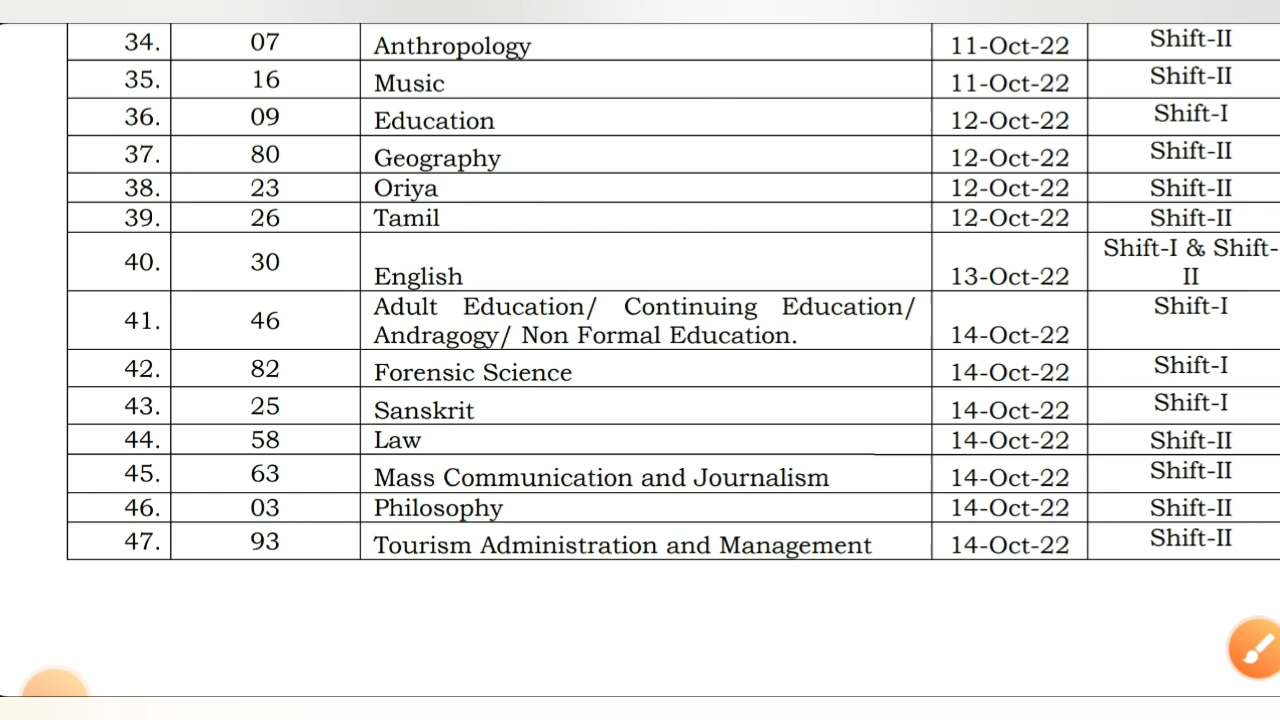 34. 07 Anthropology 11-Oct-22 Shift-II
35. 16 Music 11-Oct-22 Shift-II
36. 09 Education 12-Oct-22 Shift-I
37. 80 Geography 12-Oct-22 Shift-II
38. 23 Oriya 12-Oct-22 Shift-II
39. 26 Tamil 12-Oct-22 Shift-II
40. 30 English 13-Oct-22 Shift-I & Shift-
II
41. 46 Adult Education/ Continuing Education/
Andragogy/ Non Formal Education. 14-Oct-22 Shift-I
42. 82 Forensic Science 14-Oct-22 Shift-I
43. 25 Sanskrit 14-Oct-22 Shift-I
44. 58 Law 14-Oct-22 Shift-II
45. 63 Mass Communication and Journalism 14-Oct-22 Shift-II
46. 03 Philosophy 14-Oct-22 Shift-II
47. 93 Tourism Administration and Management 14-Oct-22 Shift-II